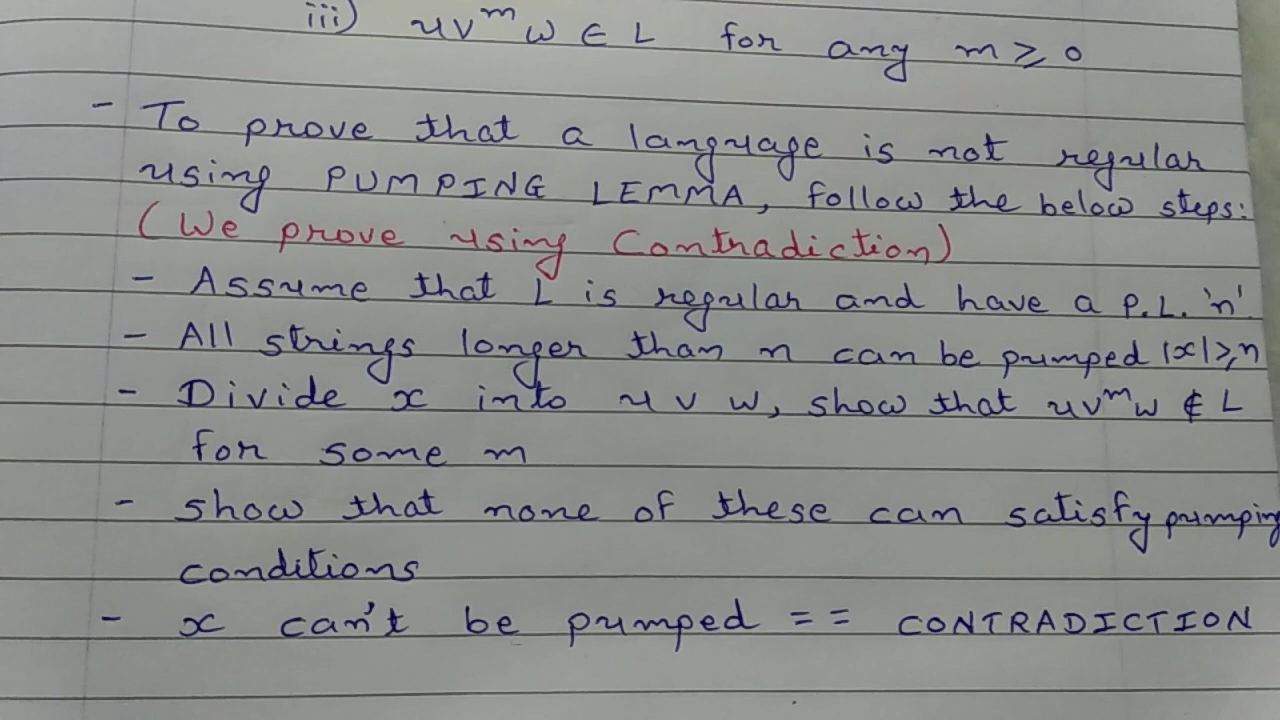 iii) uv^m w ∈ L for any m ≥ 0
- To prove that a language is not regular
using PUMPING LEMMA, follow the below steps:
(We prove using Contradiction)
- Assume that L is regular and have a P.L. 'n'.
- All strings longer than n can be pumped |x|≥n
- Divide x into u v w, show that uv^m w ∉ L
for some m
- show that none of these can satisfy pumping
conditions
- x can't be pumped == CONTRADICTION